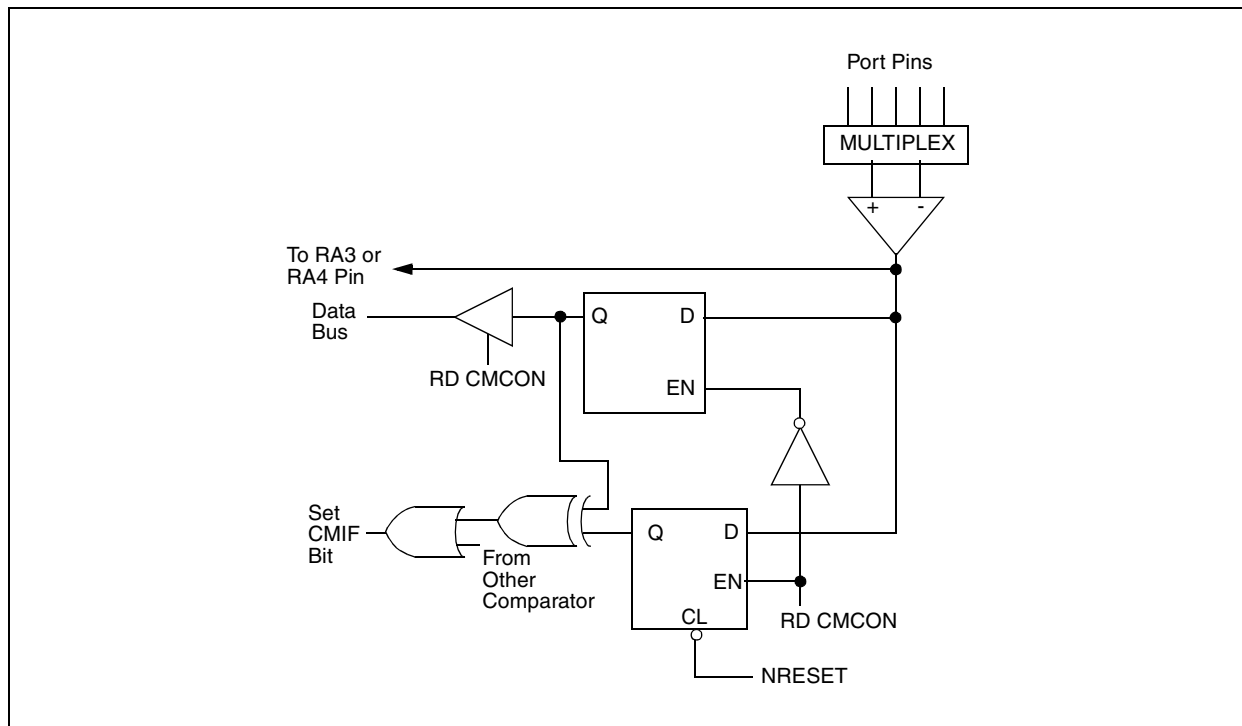 Port Pins
MULTIPLEX
+ -
To RA3 or
RA4 Pin
Data
Bus
Q D
RD CMCON
EN
Set
CMIF
Bit
From
Other
Comparator
Q D
EN
CL
RD CMCON
NRESET